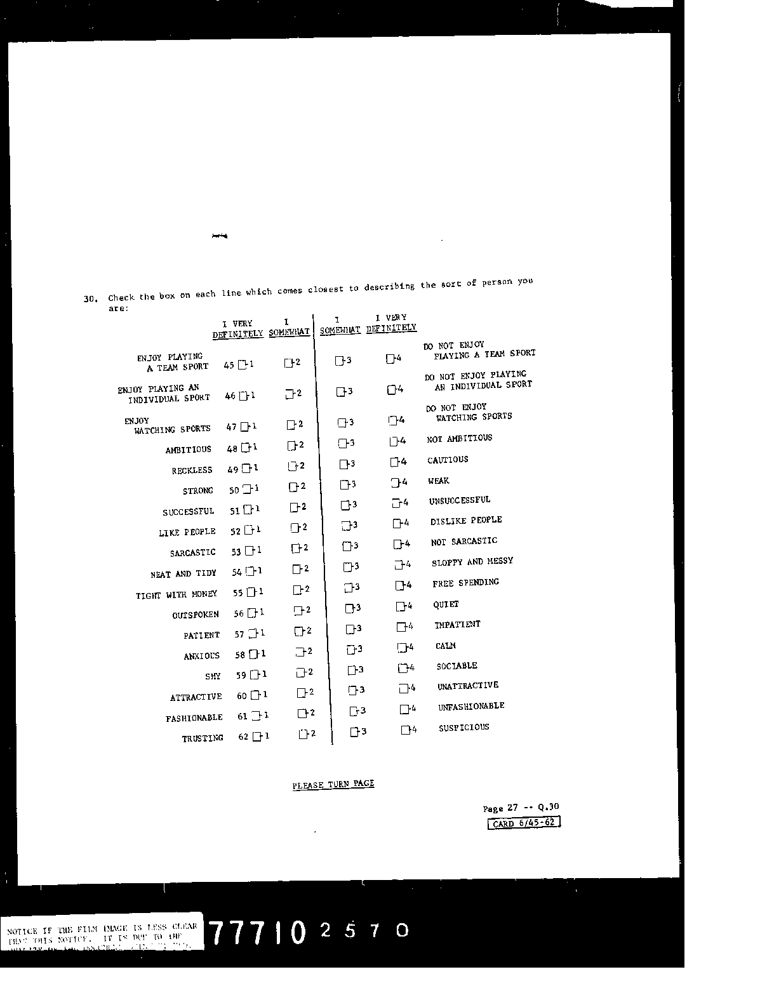 30. Check the box on each line which comes closest to describing the sort of person you
are:
I VERY I I I VERY
DEFINITELY SOMEWHAT SOMEWHAT DEFINITELY
ENJOY PLAYING
A TEAM SPORT 45 1 2 3 4 DO NOT ENJOY
PLAYING A TEAM SPORT
ENJOY PLAYING AN
INDIVIDUAL SPORT 46 1 2 3 4 DO NOT ENJOY PLAYING
AN INDIVIDUAL SPORT
ENJOY
WATCHING SPORTS 47 1 2 3 4 DO NOT ENJOY
WATCHING SPORTS
AMBITIOUS 48 1 2 3 4 NOT AMBITIOUS
RECKLESS 49 1 2 3 4 CAUTIOUS
STRONG 50 1 2 3 4 WEAK
SUCCESSFUL 51 1 2 3 4 UNSUCCESSFUL
LIKE PEOPLE 52 1 2 3 4 DISLIKE PEOPLE
SARCASTIC 53 1 2 3 4 NOT SARCASTIC
NEAT AND TIDY 54 1 2 3 4 SLOPPY AND MESSY
TIGHT WITH MONEY 55 1 2 3 4 FREE SPENDING
OUTSPOKEN 56 1 2 3 4 QUIET
PATIENT 57 1 2 3 4 IMPATIENT
ANXIOUS 58 1 2 3 4 CALM
SHY 59 1 2 3 4 SOCIABLE
ATTRACTIVE 60 1 2 3 4 UNATTRACTIVE
FASHIONABLE 61 1 2 3 4 UNFASHIONABLE
TRUSTING 62 1 2 3 4 SUSPICIOUS
PLEASE TURN PAGE
Page 27 -- Q.30
CARD 6/45-62
NOTICE IF THE FILM IMAGE IS LESS CLEAR
THAN THIS NOTICE, IT IS DUE TO THE
77710 2570